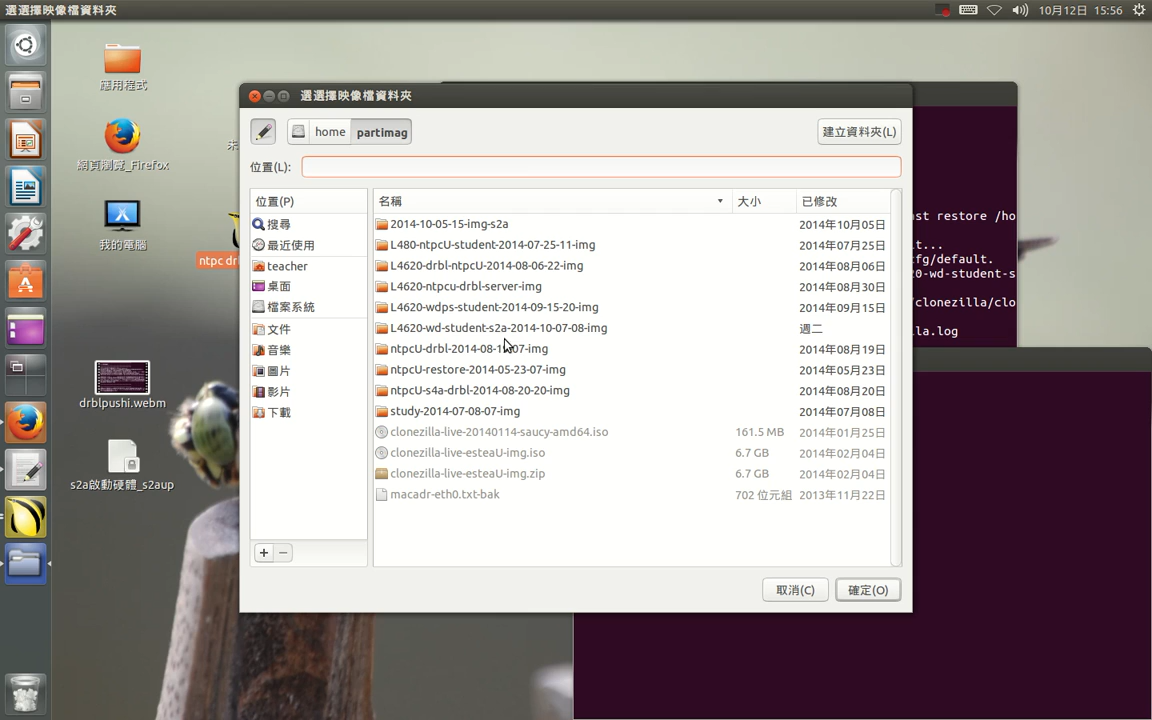 選選擇映像檔資料夾
10月12日 15:56
應用程式
網頁瀏覽_Firefox
我的電腦
未
ntpc drl
drblpushi.webm
s2a啟動硬體_s2aup
選選擇映像檔資料夾
home
partimag
建立資料夾(L)
位置(L):
位置(P)
搜尋
最近使用
teacher
桌面
檔案系統
文件
音樂
圖片
影片
下載
名稱 大小 已修改
2014-10-05-15-img-s2a 2014年10月05日
L480-ntpcU-student-2014-07-25-11-img 2014年07月25日
L4620-drbl-ntpcU-2014-08-06-22-img 2014年08月06日
L4620-ntpcu-drbl-server-img 2014年08月30日
L4620-wdps-student-2014-09-15-20-img 2014年09月15日
L4620-wd-student-s2a-2014-10-07-08-img 週二
ntpcU-drbl-2014-08-1 07-img 2014年08月19日
ntpcU-restore-2014-05-23-07-img 2014年05月23日
ntpcU-s4a-drbl-2014-08-20-20-img 2014年08月20日
study-2014-07-08-07-img 2014年07月08日
clonezilla-live-20140114-saucy-amd64.iso 161.5 MB 2014年01月25日
clonezilla-live-esteaU-img.iso 6.7 GB 2014年02月04日
clonezilla-live-esteaU-img.zip 6.7 GB 2014年02月04日
macadr-eth0.txt-bak 702 位元組 2013年11月22日
取消(C)
確定(O)
st restore /ho
t...
fg/default.
20-wd-student-s
/clonezilla/clo
lla.log